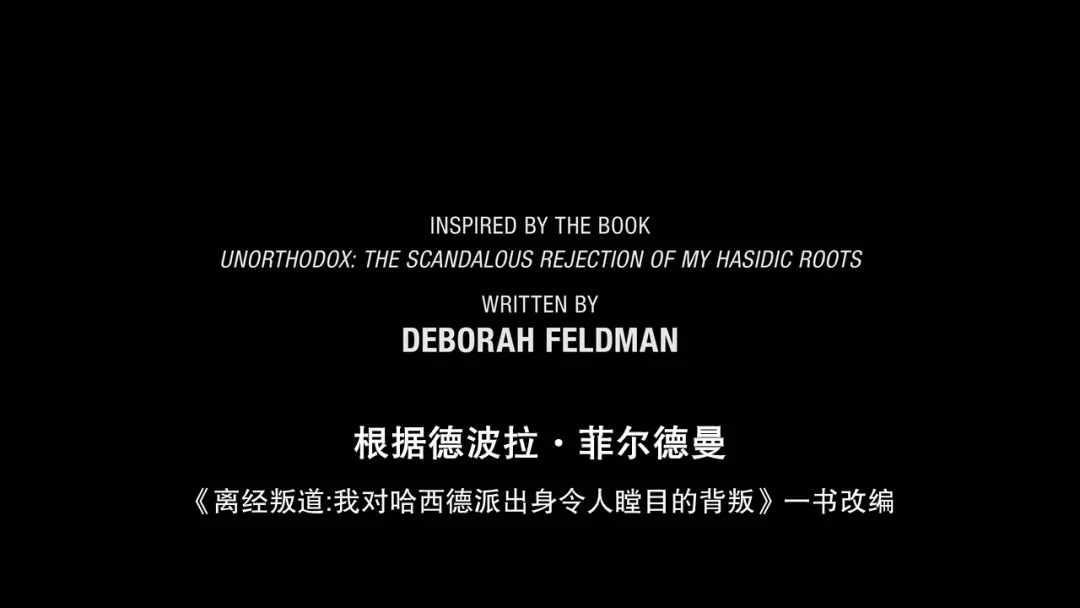 INSPIRED BY THE BOOK
UNORTHODOX: THE SCANDALOUS REJECTION OF MY HASIDIC ROOTS
WRITTEN BY
DEBORAH FELDMAN
根据德波拉·菲尔德曼
《离经叛道:我对哈西德派出身令人瞠目的背叛》一书改编